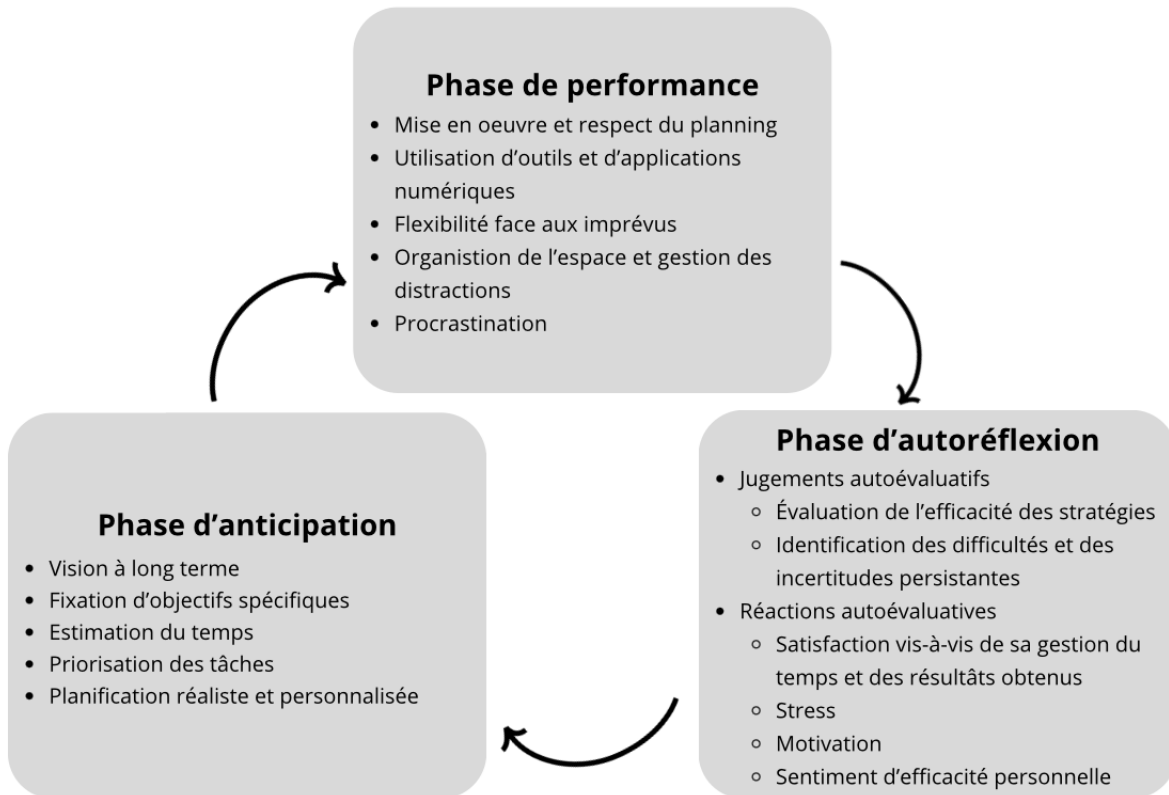 Phase de performance
• Mise en oeuvre et respect du planning
• Utilisation d'outils et d'applications
numériques
• Flexibilité face aux imprévus
• Organistion de l'espace et gestion des
distractions
• Procrastination
Phase d'anticipation
• Vision à long terme
• Fixation d'objectifs spécifiques
• Estimation du temps
• Priorisation des tâches
• Planification réaliste et personnalisée
Phase d'autoréflexion
• Jugements autoévaluatifs
◦ Évaluation de l'efficacité des stratégies
◦ Identification des difficultés et des
incertitudes persistantes
• Réactions autoévaluatives
◦ Satisfaction vis-à-vis de sa gestion du
temps et des résultâts obtenus
◦ Stress
◦ Motivation
◦ Sentiment d'efficacité personnelle